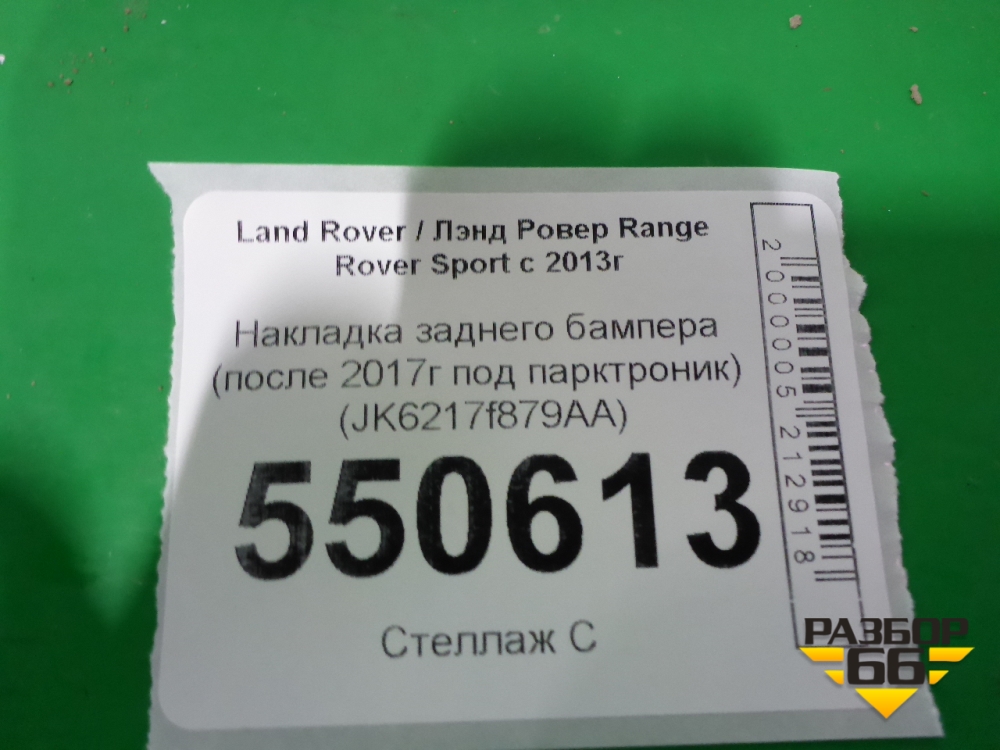 Land Rover / Лэнд Ровер Range
Rover Sport с 2013г
Накладка заднего бампера
(после 2017г под парктроник)
(JK6217f879AA)
550613
Стеллаж С
2000005212918
РАЗБОР
66